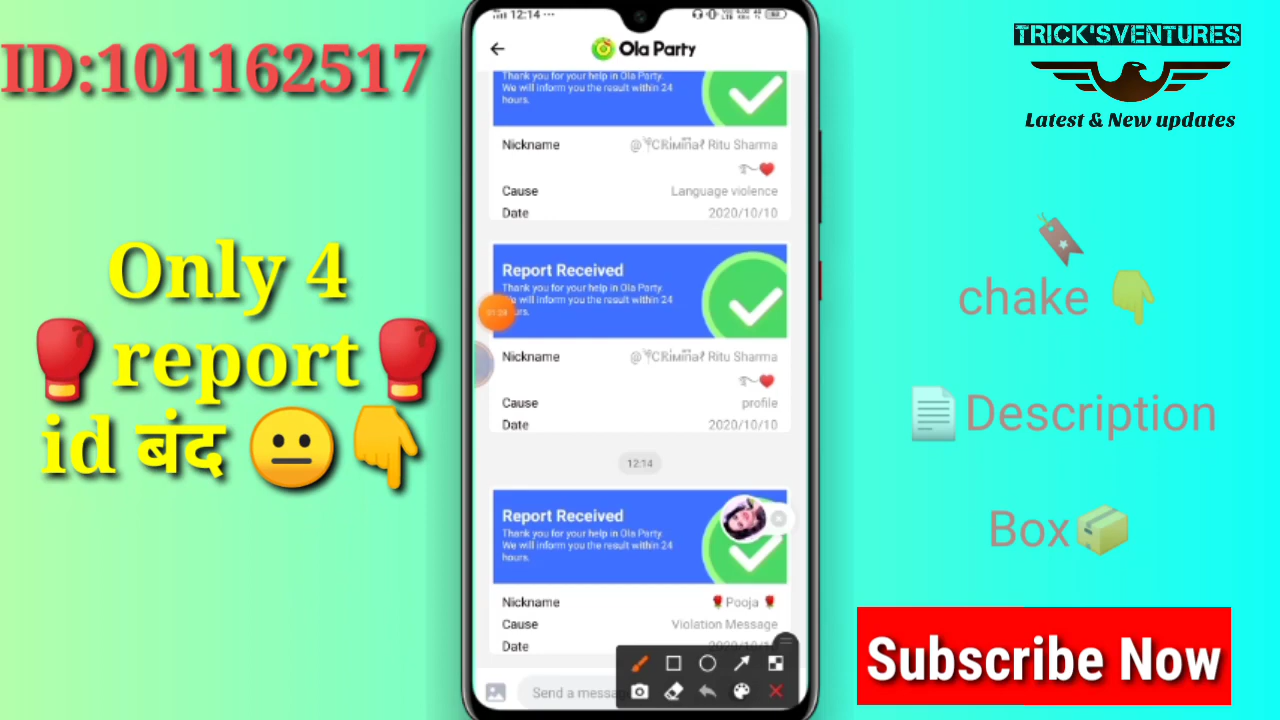 ID:101162517
Only 4
🥊report🥊
id बंद 😐👇
12:14 ...
Ola Party
Thank you for your help in Ola Party.
We will inform you the result within 24
hours.
Nickname
Ritu Sharma
❤️
Cause Language violence
Date 2020/10/10
Report Received
Thank you for your help in Ola Party.
We will inform you the result within 24
Nickname
Ritu Sharma
❤️
Cause profile
Date 2020/10/10
12:14
Report Received
Thank you for your help in Ola Party.
We will inform you the result within 24
hours.
Nickname 🌹Pooja 🌹
Cause Violation Message
Date
Send a messa
TRICK'SVENTURES
Latest & New updates
chake 👇
📄Description
Box📦
Subscribe Now